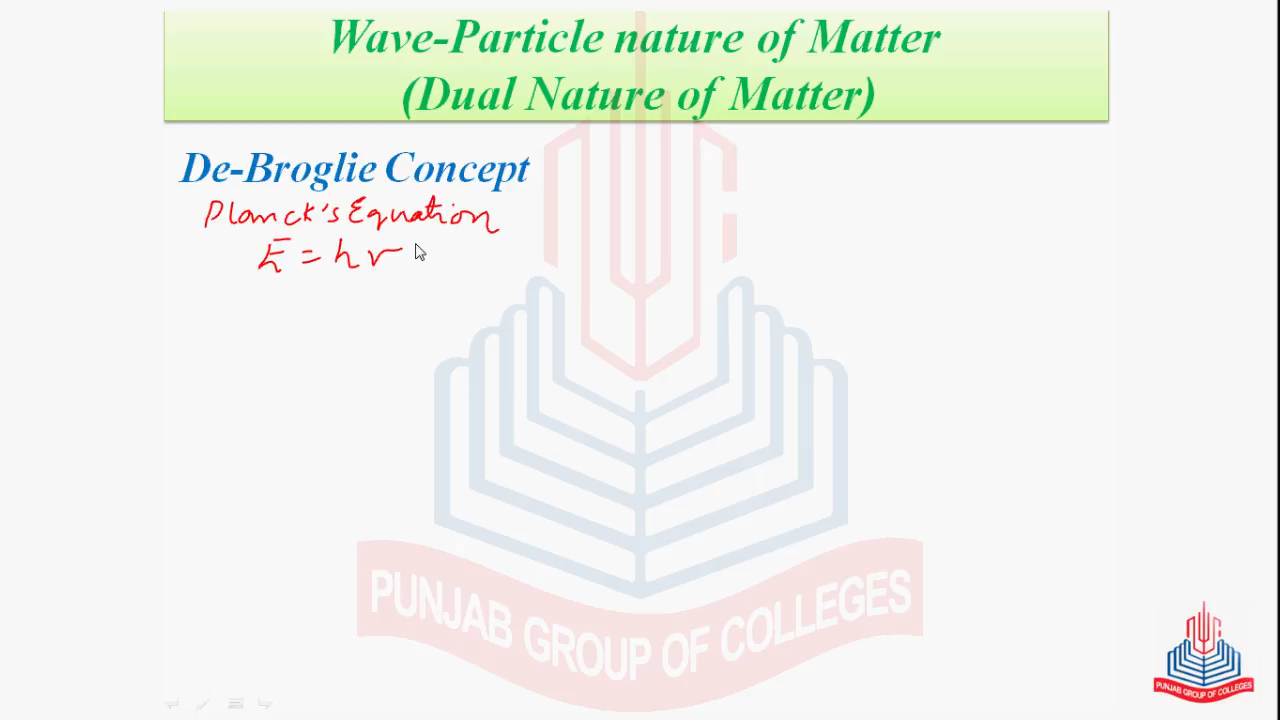 Wave-Particle nature of Matter
(Dual Nature of Matter)
De-Broglie Concept
Planck's Equation
E = hν
PUNJAB GROUP OF COLLEGES
PUNJAB GROUP OF COLLEGES